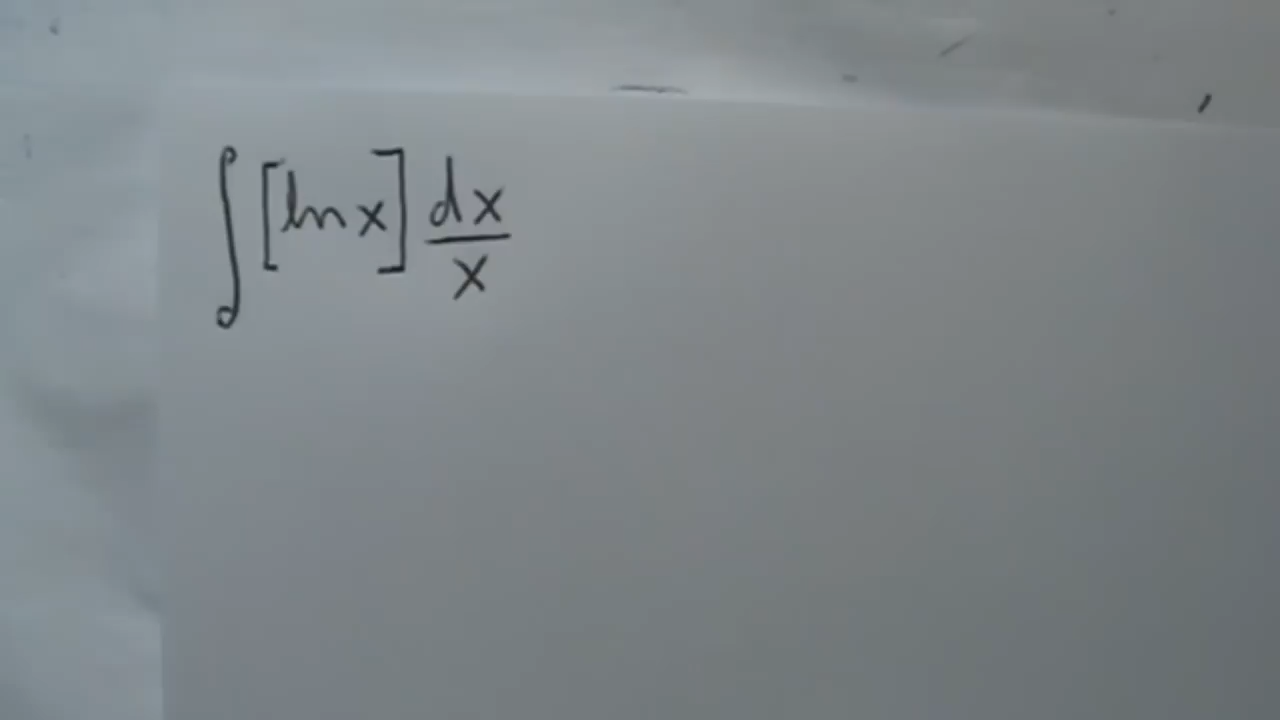 ∫ [ln x] dx/x